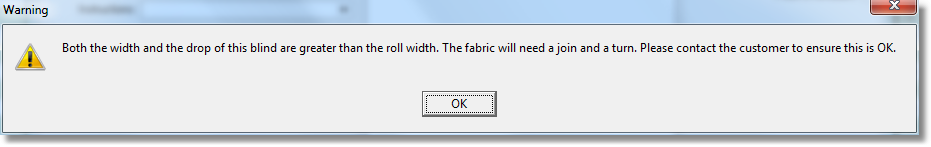 Warning
Both the width and the drop of this blind are greater than the roll width. The fabric will need a join and a turn. Please contact the customer to ensure this is OK.
OK